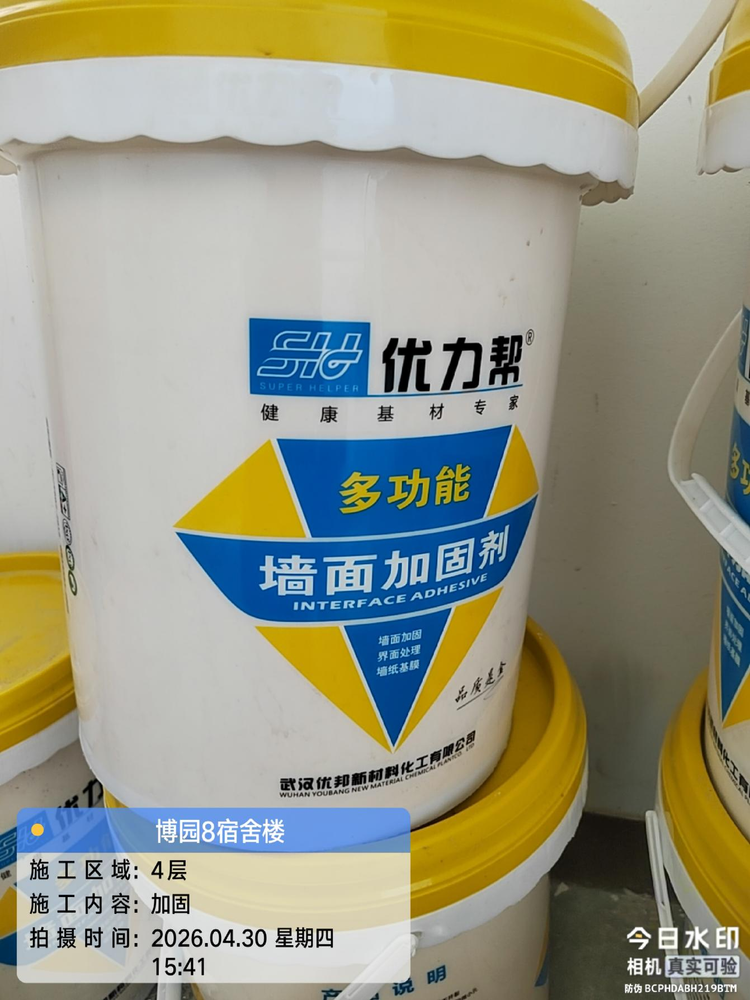 SUPER HELPER
优力帮®
健康基材专家
多功能
墙面加固剂
INTERFACE ADHESIVE
墙面加固
界面处理
墙纸基膜
品质是金
武汉优邦新材料化工有限公司
WUHAN YOUBANG NEW MATERIAL CHEMICAL PLANTCO. LTD
博园8宿舍楼
施工区域: 4层
施工内容: 加固
拍摄时间: 2026.04.30 星期四
15:41
说明
今日水印
相机 真实可验
防伪 BCPHDABH219BTM